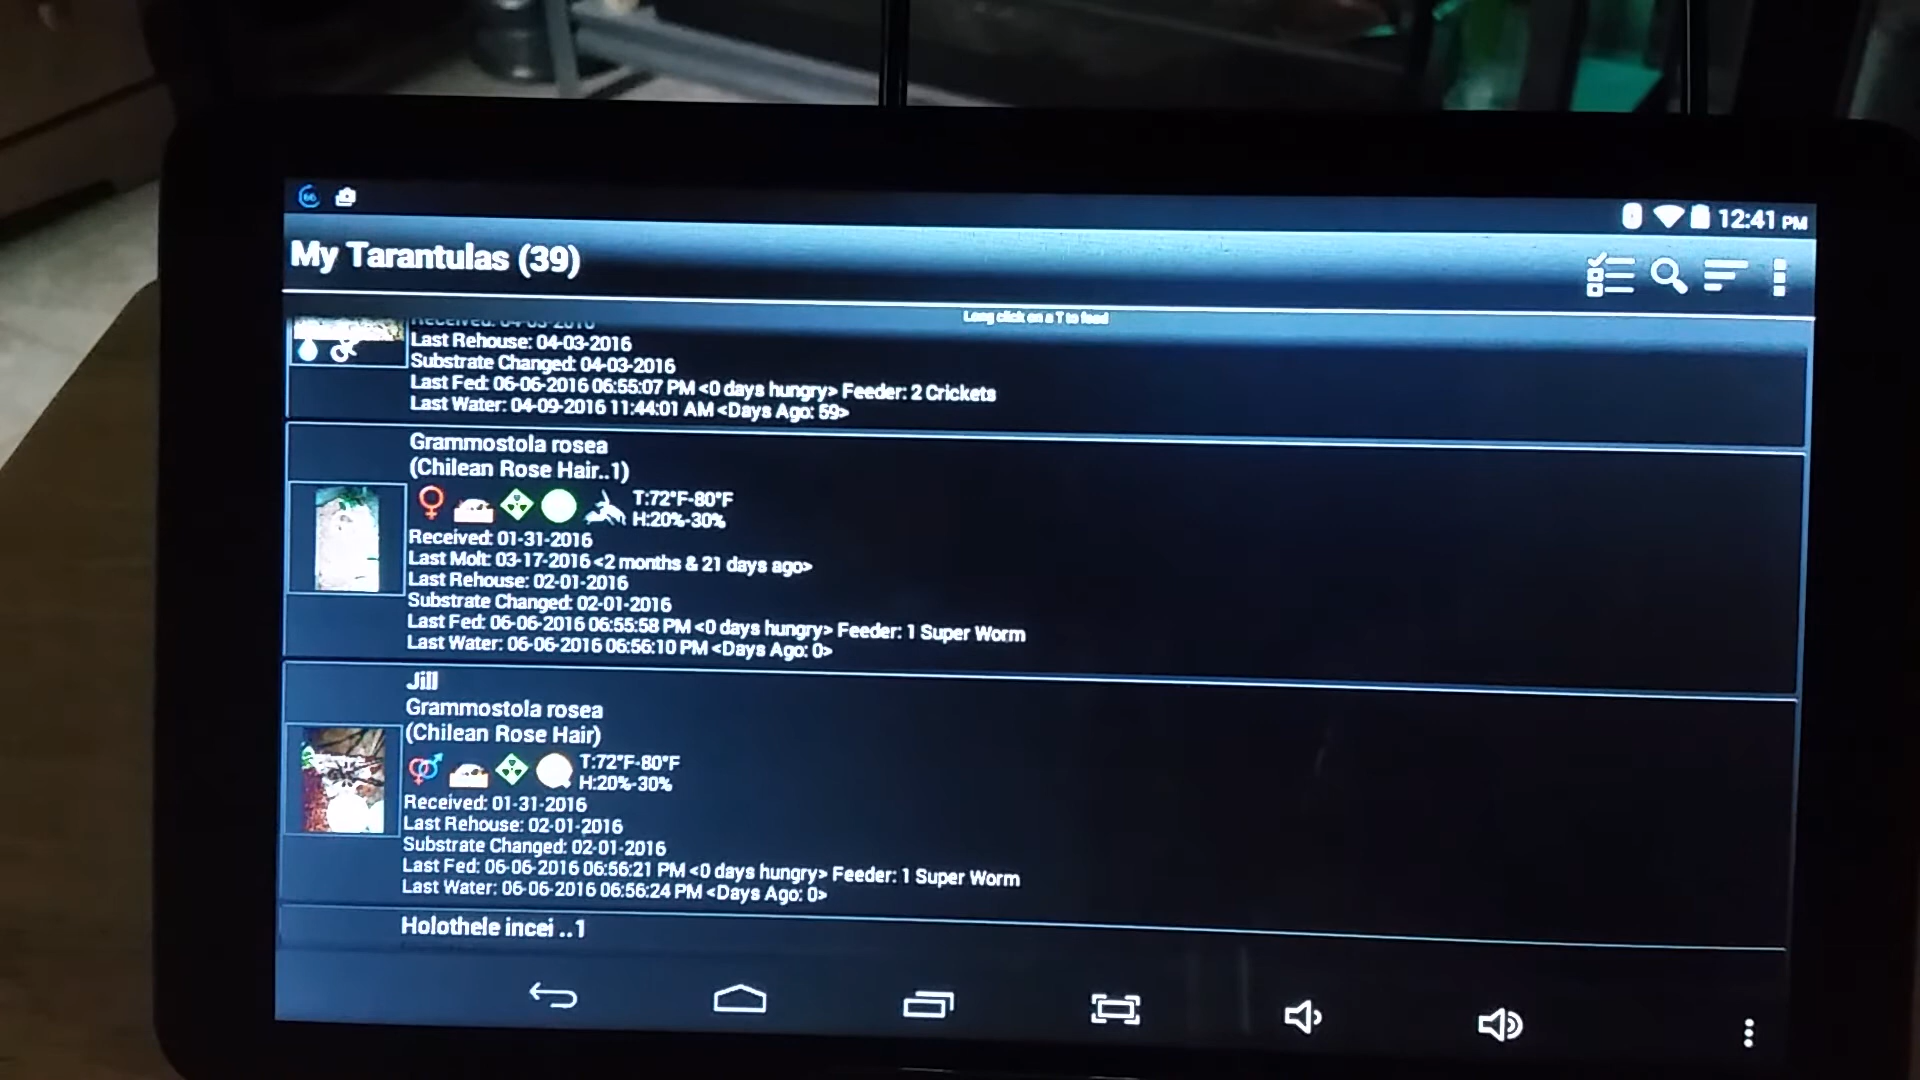 66
12:41 PM
My Tarantulas (39)
Long click on a T to feed
Received: 04-03-2016
Last Rehouse: 04-03-2016
Substrate Changed: 04-03-2016
Last Fed: 06-06-2016 06:55:07 PM <0 days hungry> Feeder: 2 Crickets
Last Water: 04-09-2016 11:44:01 AM <Days Ago: 59>
Grammostola rosea
(Chilean Rose Hair..1)
T:72°F-80°F
H:20%-30%
Received: 01-31-2016
Last Molt: 03-17-2016 <2 months & 21 days ago>
Last Rehouse: 02-01-2016
Substrate Changed: 02-01-2016
Last Fed: 06-06-2016 06:55:58 PM <0 days hungry> Feeder: 1 Super Worm
Last Water: 06-06-2016 06:56:10 PM <Days Ago: 0>
Jill
Grammostola rosea
(Chilean Rose Hair)
T:72°F-80°F
H:20%-30%
Received: 01-31-2016
Last Rehouse: 02-01-2016
Substrate Changed: 02-01-2016
Last Fed: 06-06-2016 06:56:21 PM <0 days hungry> Feeder: 1 Super Worm
Last Water: 06-06-2016 06:56:24 PM <Days Ago: 0>
Holothele incei ..1